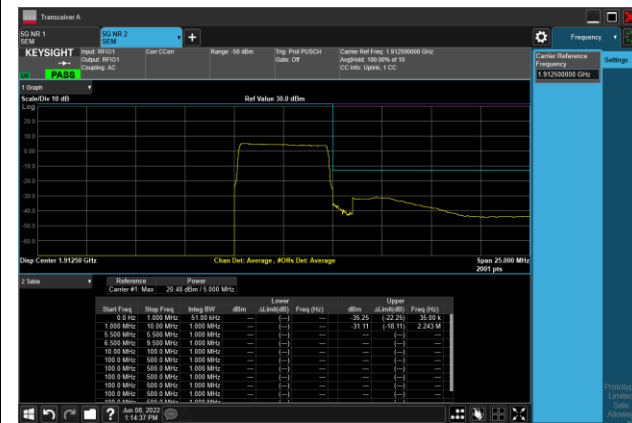 Transceiver A
5G NR 1
SEM
5G NR 2
SEM
Frequency
KEYSIGHT
Input: RFIO1
Output: RFIO1
Coupling: AC
Corr CCorr
Range: -50 dBm
Trig: Prot PUSCH
Gate: Off
Carrier Ref Freq: 1.912500000 GHz
Avg|Hold: 100.00% of 10
CC Info: Uplink, 1 CC
PASS
Carrier Reference
Frequency
1.912500000 GHz
Settings
1 Graph
Scale/Div 10 dB
Ref Value 30.0 dBm
Log
20.0
10.0
0.00
-10.0
-20.0
-30.0
-40.0
-50.0
-60.0
Disp Center 1.91250 GHz
Chan Det: Average , #Offs Det: Average
Span 25.000 MHz
2001 pts
2 Table
Reference Power
Carrier #1: Max 20.48 dBm / 5.000 MHz
Lower Upper
Start Freq Stop Freq Integ BW dBm ΔLimit(dB) Freq (Hz) dBm ΔLimit(dB) Freq (Hz)
0.0 Hz 1.000 MHz 51.00 kHz --- (---) --- -35.25 (-22.25) 35.00 k
1.000 MHz 10.00 MHz 1.000 MHz --- (---) --- -31.11 (-18.11) 2.243 M
5.500 MHz 5.500 MHz 1.000 MHz --- (---) --- --- (---) ---
6.500 MHz 9.500 MHz 1.000 MHz --- (---) --- --- (---) ---
10.00 MHz 100.0 MHz 1.000 MHz --- (---) --- --- (---) ---
100.0 MHz 500.0 MHz 1.000 MHz --- (---) --- --- (---) ---
100.0 MHz 500.0 MHz 1.000 MHz --- (---) --- --- (---) ---
100.0 MHz 500.0 MHz 1.000 MHz --- (---) --- --- (---) ---
100.0 MHz 500.0 MHz 1.000 MHz --- (---) --- --- (---) ---
100.0 MHz 500.0 MHz 1.000 MHz --- (---) --- --- (---) ---
Limited
Sale
Jun 08, 2022
1:14:37 PM